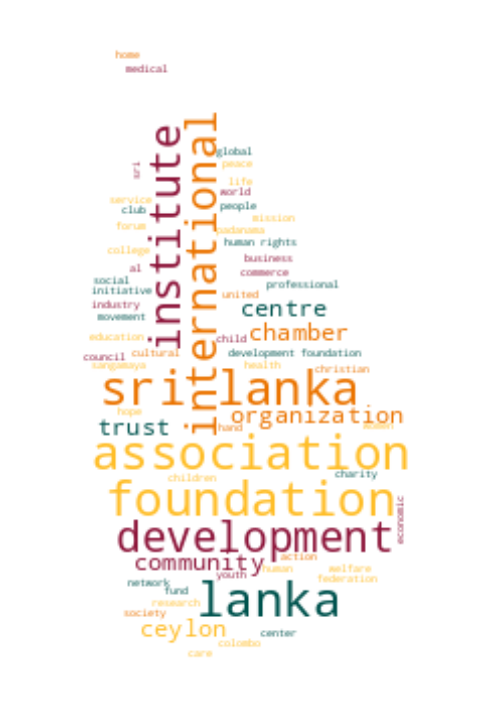 home
medical
institute
international
global
peace
sri
life
world
service
club
people
mission
forum
padanama
human rights
college
business
al
commerce
social
professional
initiative
united
industry
centre
movement
chamber
education
child
council
cultural
development foundation
sangamaya
health
christian
sri lanka
hope
organization
trust
hand
women
association
charity
children
foundation
economic
development
community
action
human
welfare
youth
federation
network
fund
lanka
research
society
ceylon
center
colombo
care